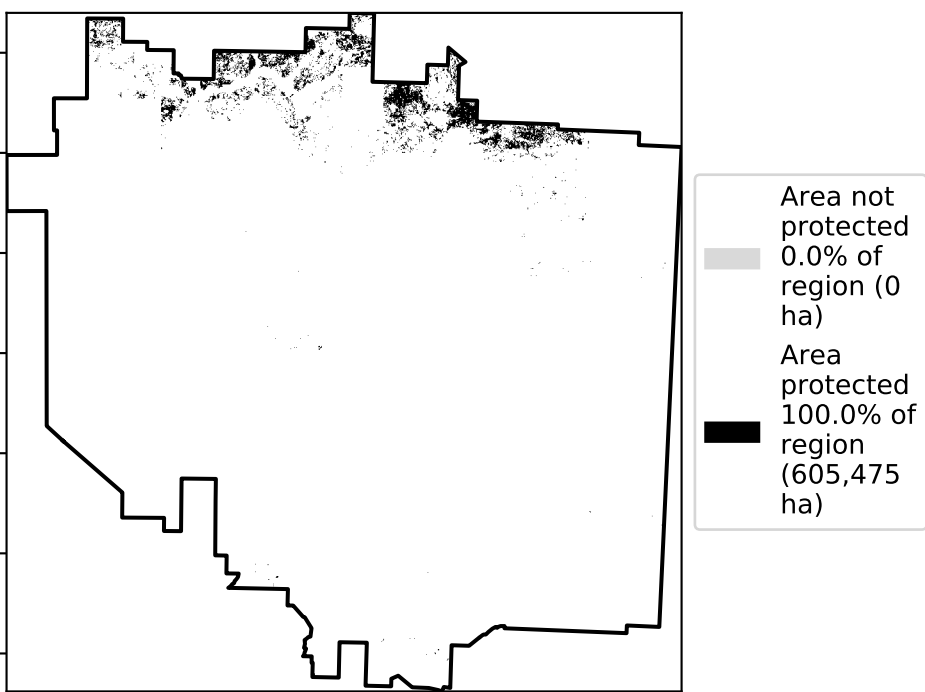 Area not
protected
0.0% of
region (0
ha)
Area
protected
100.0% of
region
(605,475
ha)